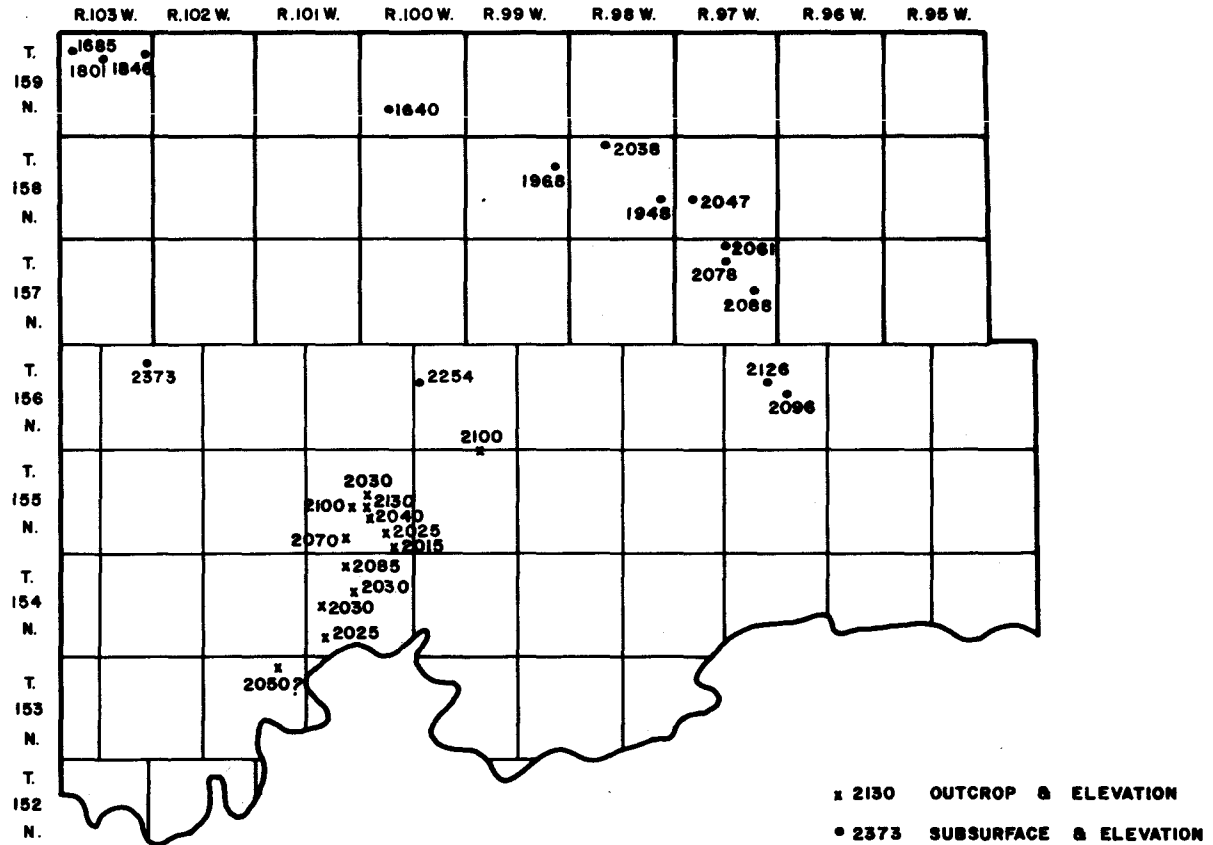 R.103 W. R.102 W. R.101 W. R.100 W. R.99 W. R.98 W. R.97 W. R.96 W. R.95 W.
T.
159
N.
1685
1801 1846
1640
T.
158
N.
2038
1968
1948 2047
T.
157
N.
2061
2078
2088
T.
156
N.
2373
2254
2126
2096
2100
T.
155
N.
2030
2100 2130
2040
2025
2070 2015
T.
154
N.
2085
2030
2030
2025
T.
153
N.
2050?
T.
152
N.
x 2130 OUTCROP & ELEVATION
• 2373 SUBSURFACE & ELEVATION